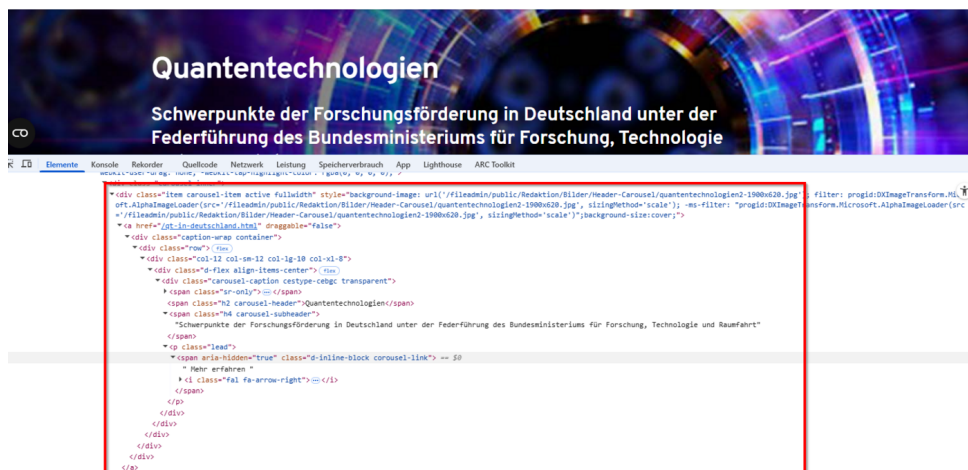 Quantentechnologien
Schwerpunkte der Forschungsförderung in Deutschland unter der
Federführung des Bundesministeriums für Forschung, Technologie
Elemente Konsole Rekorder Quellcode Netzwerk Leistung Speicherverbrauch App Lighthouse ARC Toolkit
▼<div class="item carousel-item active fullwidth" style="background-image: url('/fileadmin/public/Redaktion/Bilder/Header-Carousel/quantentechnologien2-1900x620.jpg'); filter: progid:DXImageTransform.Mi
oft.AlphaImageLoader(src='/fileadmin/public/Redaktion/Bilder/Header-Carousel/quantentechnologien2-1900x620.jpg', sizingMethod='scale'); -ms-filter: "progid:DXImageTransform.Microsoft.AlphaImageLoader(src
='/fileadmin/public/Redaktion/Bilder/Header-Carousel/quantentechnologien2-1900x620.jpg', sizingMethod='scale')";background-size:cover;">
▼<a href="/qt-in-deutschland.html" draggable="false">
▼<div class="caption-wrap container">
▼<div class="row"> flex
▼<div class="col-12 col-sm-12 col-lg-10 col-xl-8">
▼<div class="d-flex align-items-center"> flex
▼<div class="carousel-caption cestype-cebgc transparent">
▶<span class="sr-only">…</span>
<span class="h2 carousel-header">Quantentechnologien</span>
▼<span class="h4 carousel-subheader">
"Schwerpunkte der Forschungsförderung in Deutschland unter der Federführung des Bundesministeriums für Forschung, Technologie und Raumfahrt"
</span>
▼<p class="lead">
▼<span aria-hidden="true" class="d-inline-block corousel-link"> == $0
" Mehr erfahren "
▶<i class="fal fa-arrow-right">…</i>
</span>
</p>
</div>
</div>
</div>
</div>
</div>
</a>